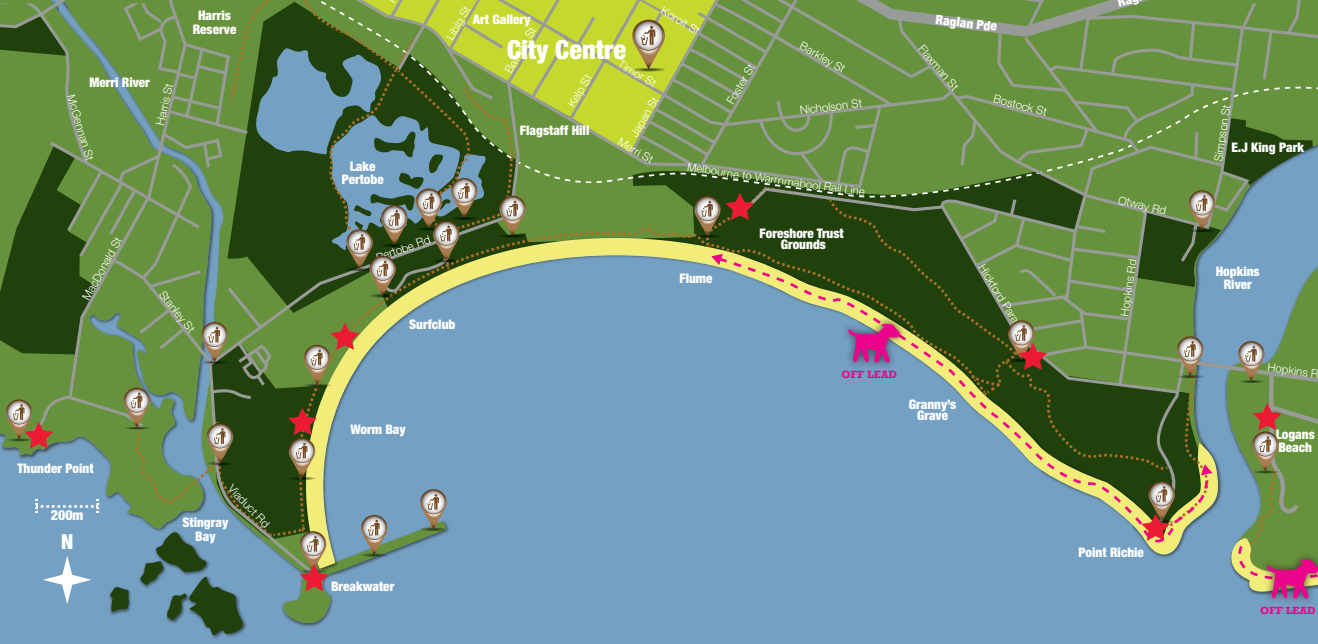 Harris
Reserve
Art Gallery
Liebig St
Koroit St
City Centre
Timor St
Kelp St
Japan St
Merri St
Raglan Pde
Barkley St
Flaxman St
Foster St
Nicholson St
Bostock St
Simpson St
E.J King Park
Merri River
McGennan St
Harris St
Flagstaff Hill
Lake
Pertobe
Melbourne to Warrnambool Rail Line
Otway Rd
Foreshore Trust
Grounds
Pertobe Rd
MacDonald St
Stanley St
Flume
Hickford Para
Hopkins Rd
Hopkins
River
Surfclub
OFF LEAD
Hopkins R
Granny's
Grave
Worm Bay
Logans
Beach
Thunder Point
200m
N
Viaduct Rd
Stingray
Bay
Point Richie
Breakwater
OFF LEAD